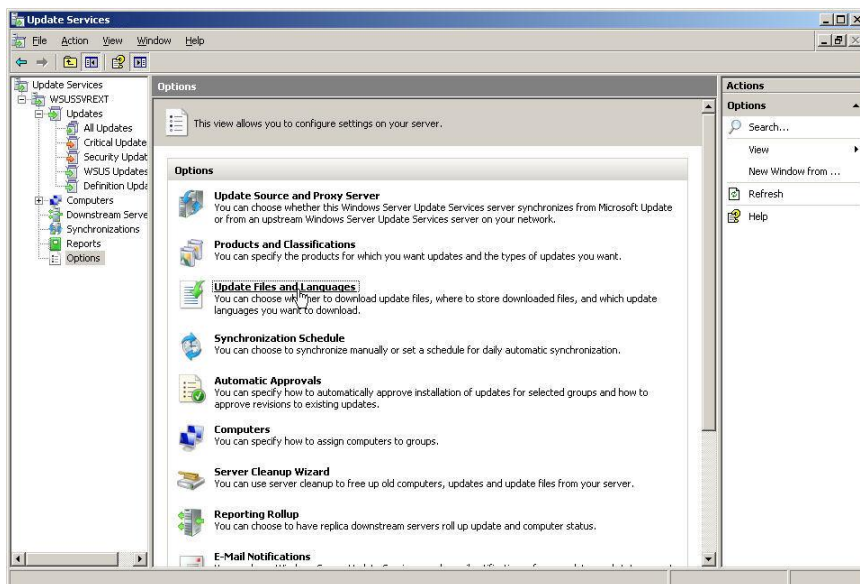 Update Services
File Action View Window Help
Update Services
WSUSSVREXT
Updates
All Updates
Critical Update
Security Updat
WSUS Updates
Definition Upda
Computers
Downstream Serve
Synchronizations
Reports
Options
Options
This view allows you to configure settings on your server.
Options
Update Source and Proxy Server
You can choose whether this Windows Server Update Services server synchronizes from Microsoft Update
or from an upstream Windows Server Update Services server on your network.
Products and Classifications
You can specify the products for which you want updates and the types of updates you want.
Update Files and Languages
You can choose whether to download update files, where to store downloaded files, and which update
languages you want to download.
Synchronization Schedule
You can choose to synchronize manually or set a schedule for daily automatic synchronization.
Automatic Approvals
You can specify how to automatically approve installation of updates for selected groups and how to
approve revisions to existing updates.
Computers
You can specify how to assign computers to groups.
Server Cleanup Wizard
You can use server cleanup to free up old computers, updates and update files from your server.
Reporting Rollup
You can choose to have replica downstream servers roll up update and computer status.
E-Mail Notifications
Actions
Options
Search...
View
New Window from ...
Refresh
Help